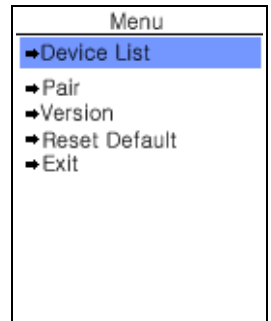 Menu
➡Device List
➡Pair
➡Version
➡Reset Default
➡Exit